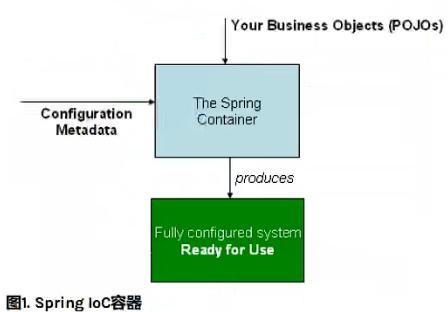 Your Business Objects (POJOs)
The Spring
Container
Configuration
Metadata
produces
Fully configured system
Ready for Use
图1. Spring IoC容器